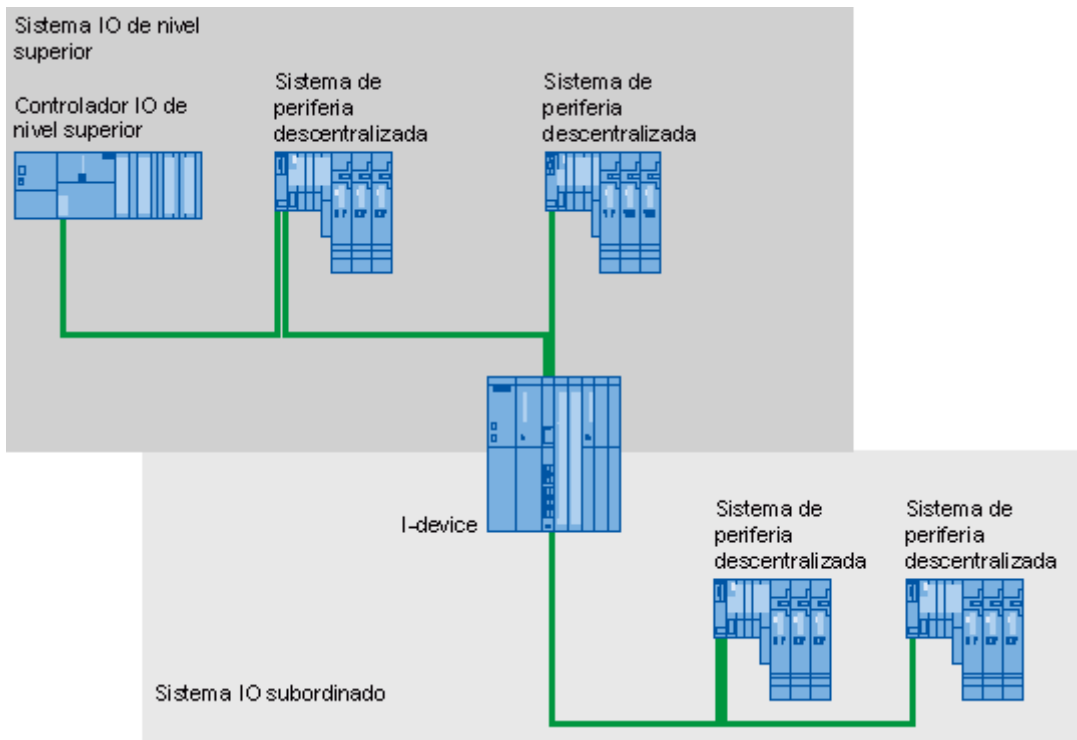 Sistema IO de nivel
superior
Controlador IO de
nivel superior
Sistema de
periferia
descentralizada
Sistema de
periferia
descentralizada
I-device
Sistema de
periferia
descentralizada
Sistema de
periferia
descentralizada
Sistema IO subordinado